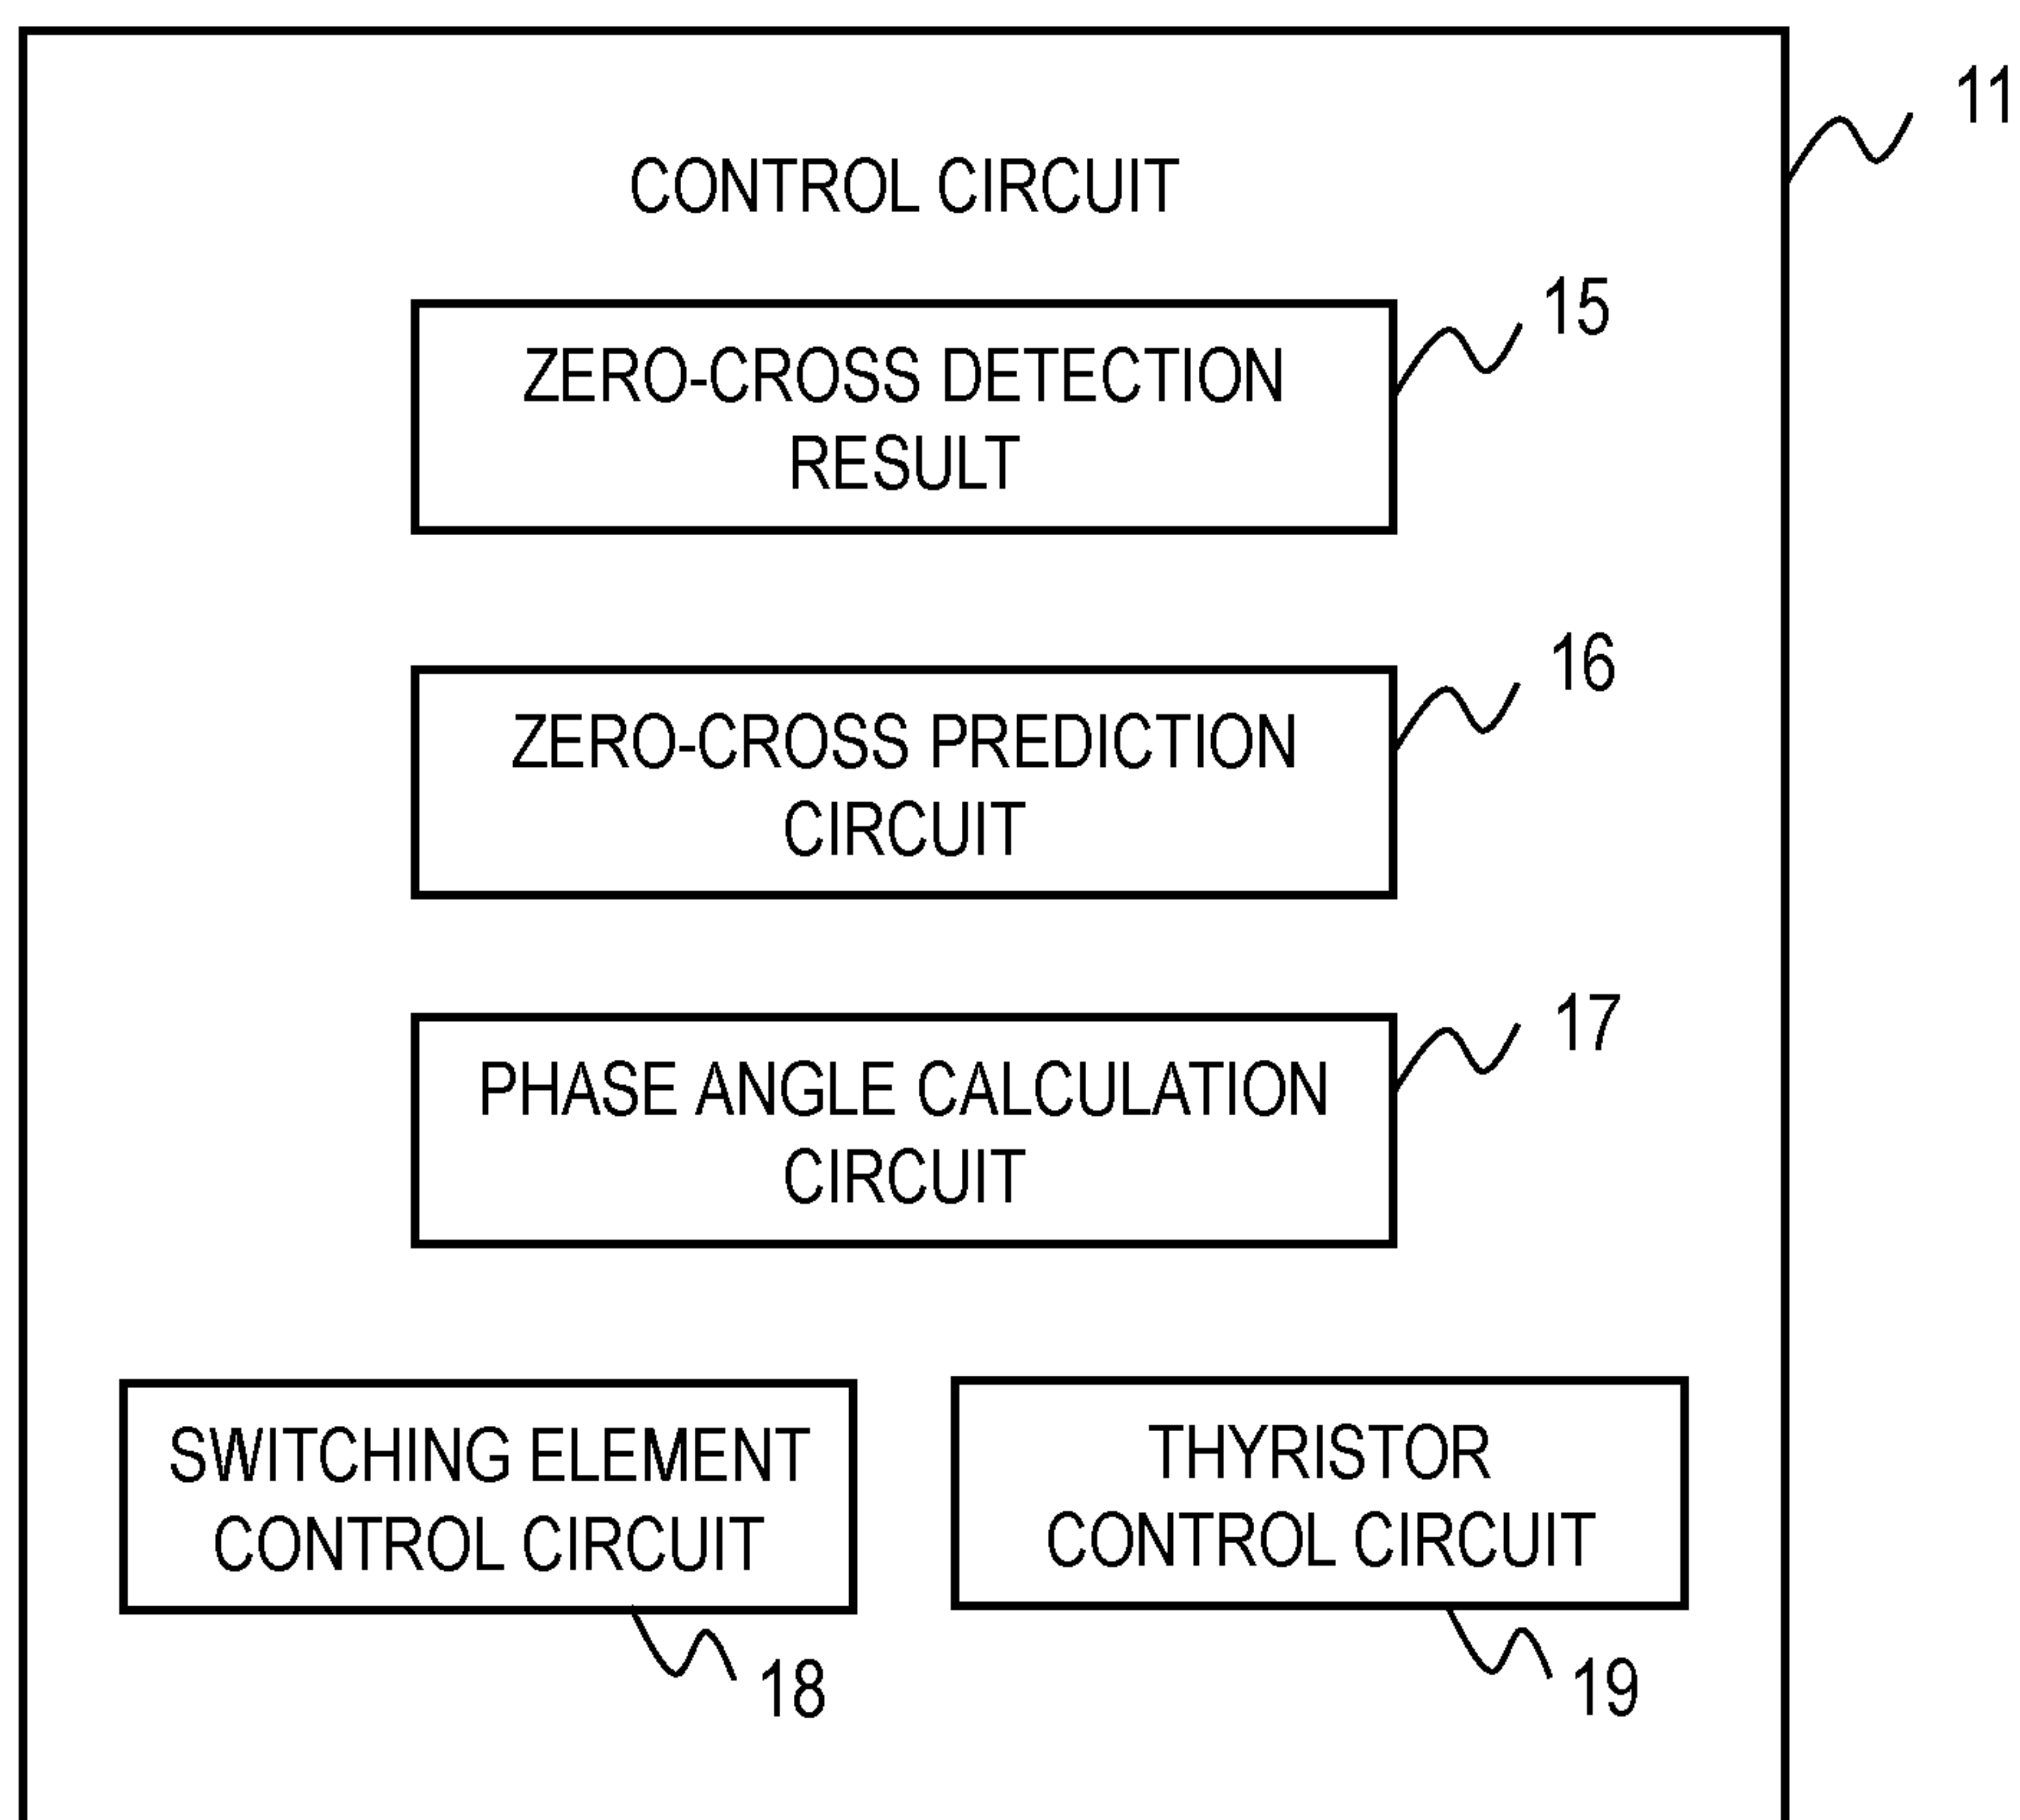 11
CONTROL CIRCUIT
15
ZERO-CROSS DETECTION
RESULT
16
ZERO-CROSS PREDICTION
CIRCUIT
17
PHASE ANGLE CALCULATION
CIRCUIT
SWITCHING ELEMENT
CONTROL CIRCUIT
18
THYRISTOR
CONTROL CIRCUIT
19